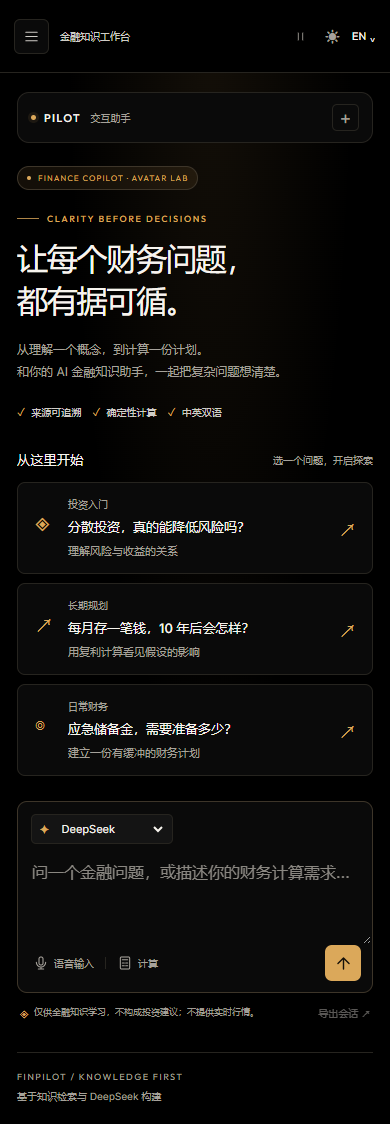 金融知识工作台
EN
PILOT 交互助手
+
FINANCE COPILOT · AVATAR LAB
CLARITY BEFORE DECISIONS
让每个财务问题，
都有据可循。
从理解一个概念，到计算一份计划。
和你的 AI 金融知识助手，一起把复杂问题想清楚。
✓ 来源可追溯 ✓ 确定性计算 ✓ 中英双语
从这里开始 选一个问题，开启探索
投资入门
分散投资，真的能降低风险吗？
理解风险与收益的关系
长期规划
每月存一笔钱，10 年后会怎样？
用复利计算看见假设的影响
日常财务
应急储备金，需要准备多少？
建立一份有缓冲的财务计划
DeepSeek
问一个金融问题，或描述你的财务计算需求...
语音输入 计算
仅供金融知识学习，不构成投资建议；不提供实时行情。 导出会话 ↗
FINPILOT / KNOWLEDGE FIRST
基于知识检索与 DeepSeek 构建